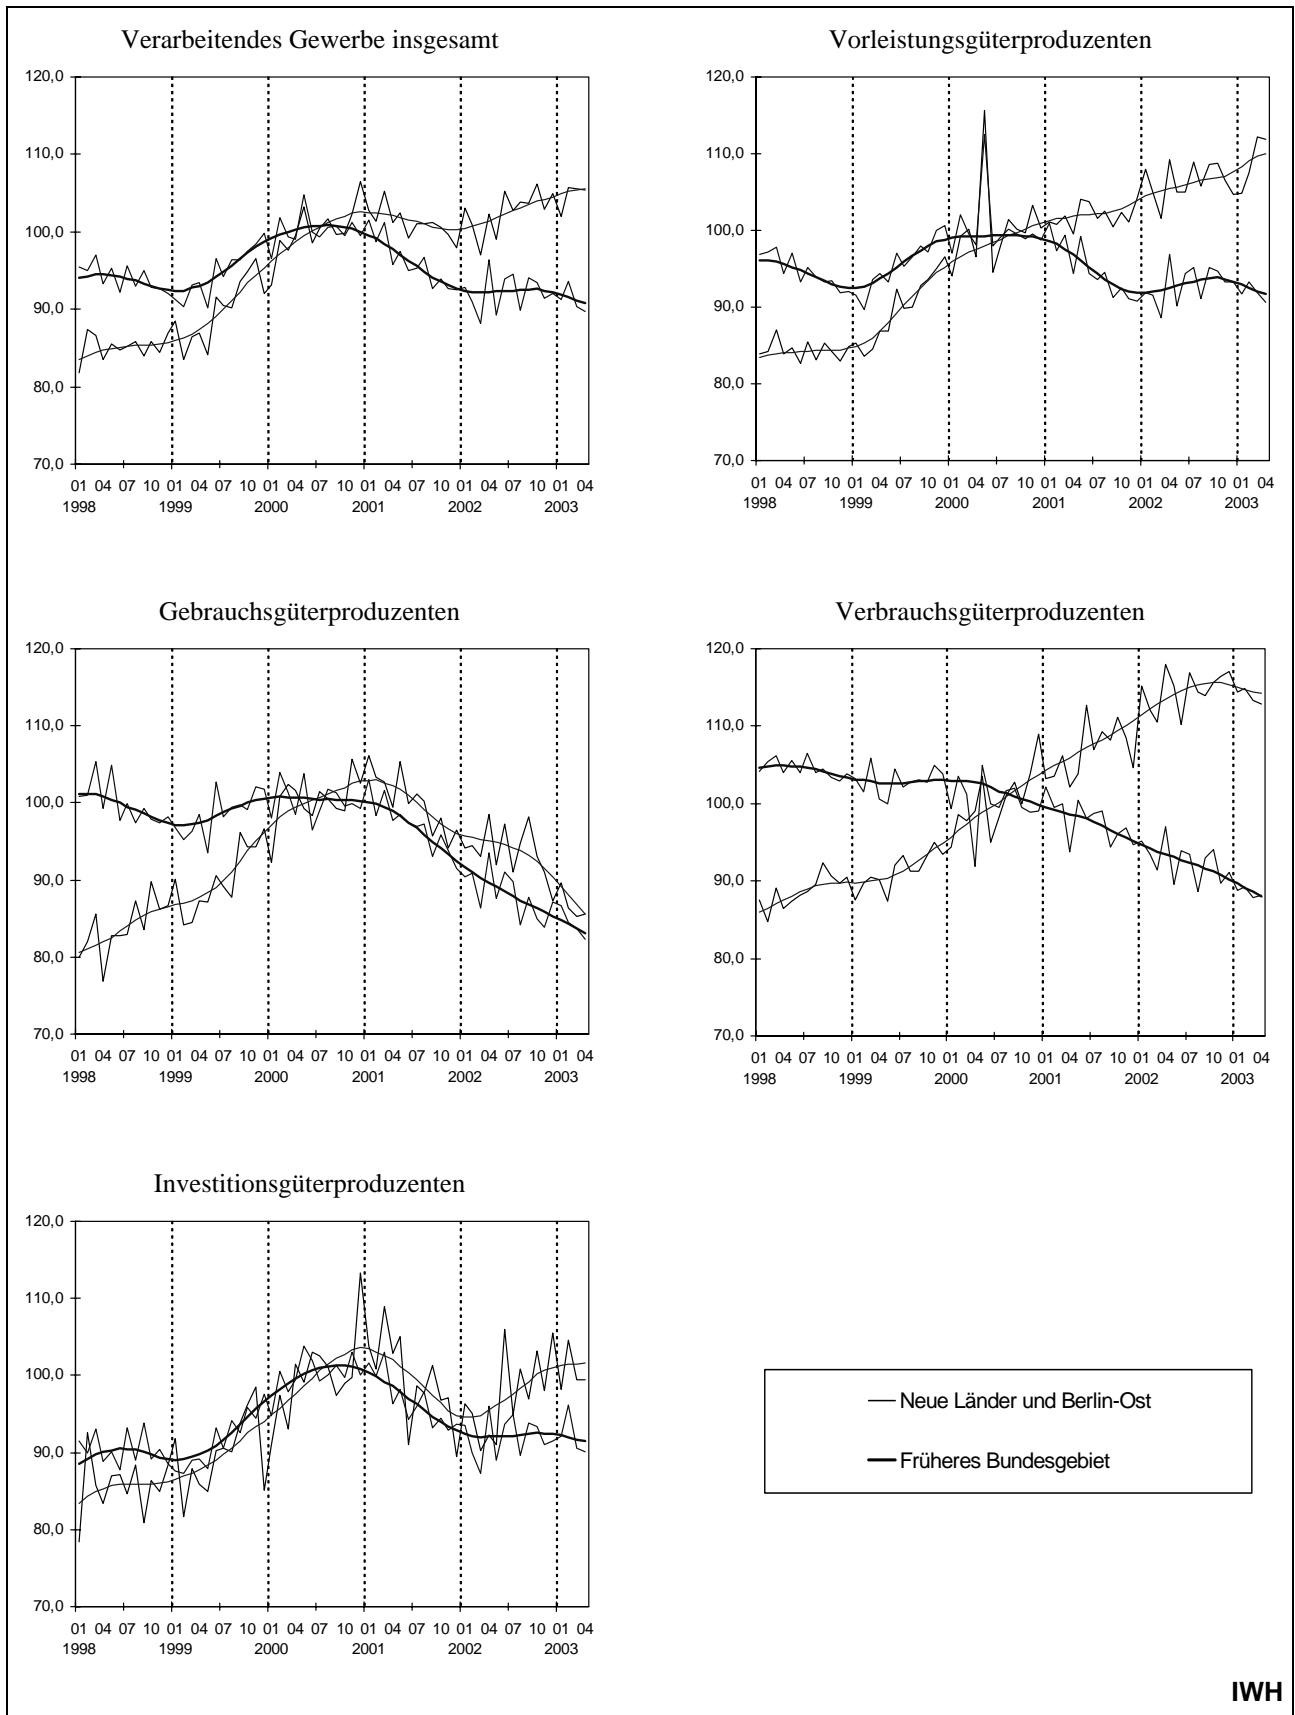 Verarbeitendes Gewerbe insgesamt
120,0
110,0
100,0
90,0
80,0
70,0
01 04 07 10 01 04 07 10 01 04 07 10 01 04 07 10 01 04 07 10 01 04
1998 1999 2000 2001 2002 2003
Vorleistungsgüterproduzenten
120,0
110,0
100,0
90,0
80,0
70,0
01 04 07 10 01 04 07 10 01 04 07 10 01 04 07 10 01 04 07 10 01 04
1998 1999 2000 2001 2002 2003
Gebrauchsgüterproduzenten
120,0
110,0
100,0
90,0
80,0
70,0
01 04 07 10 01 04 07 10 01 04 07 10 01 04 07 10 01 04 07 10 01 04
1998 1999 2000 2001 2002 2003
Verbrauchsgüterproduzenten
120,0
110,0
100,0
90,0
80,0
70,0
01 04 07 10 01 04 07 10 01 04 07 10 01 04 07 10 01 04 07 10 01 04
1998 1999 2000 2001 2002 2003
Investitionsgüterproduzenten
120,0
110,0
100,0
90,0
80,0
70,0
01 04 07 10 01 04 07 10 01 04 07 10 01 04 07 10 01 04 07 10 01 04
1998 1999 2000 2001 2002 2003
Neue Länder und Berlin-Ost
Früheres Bundesgebiet
IWH